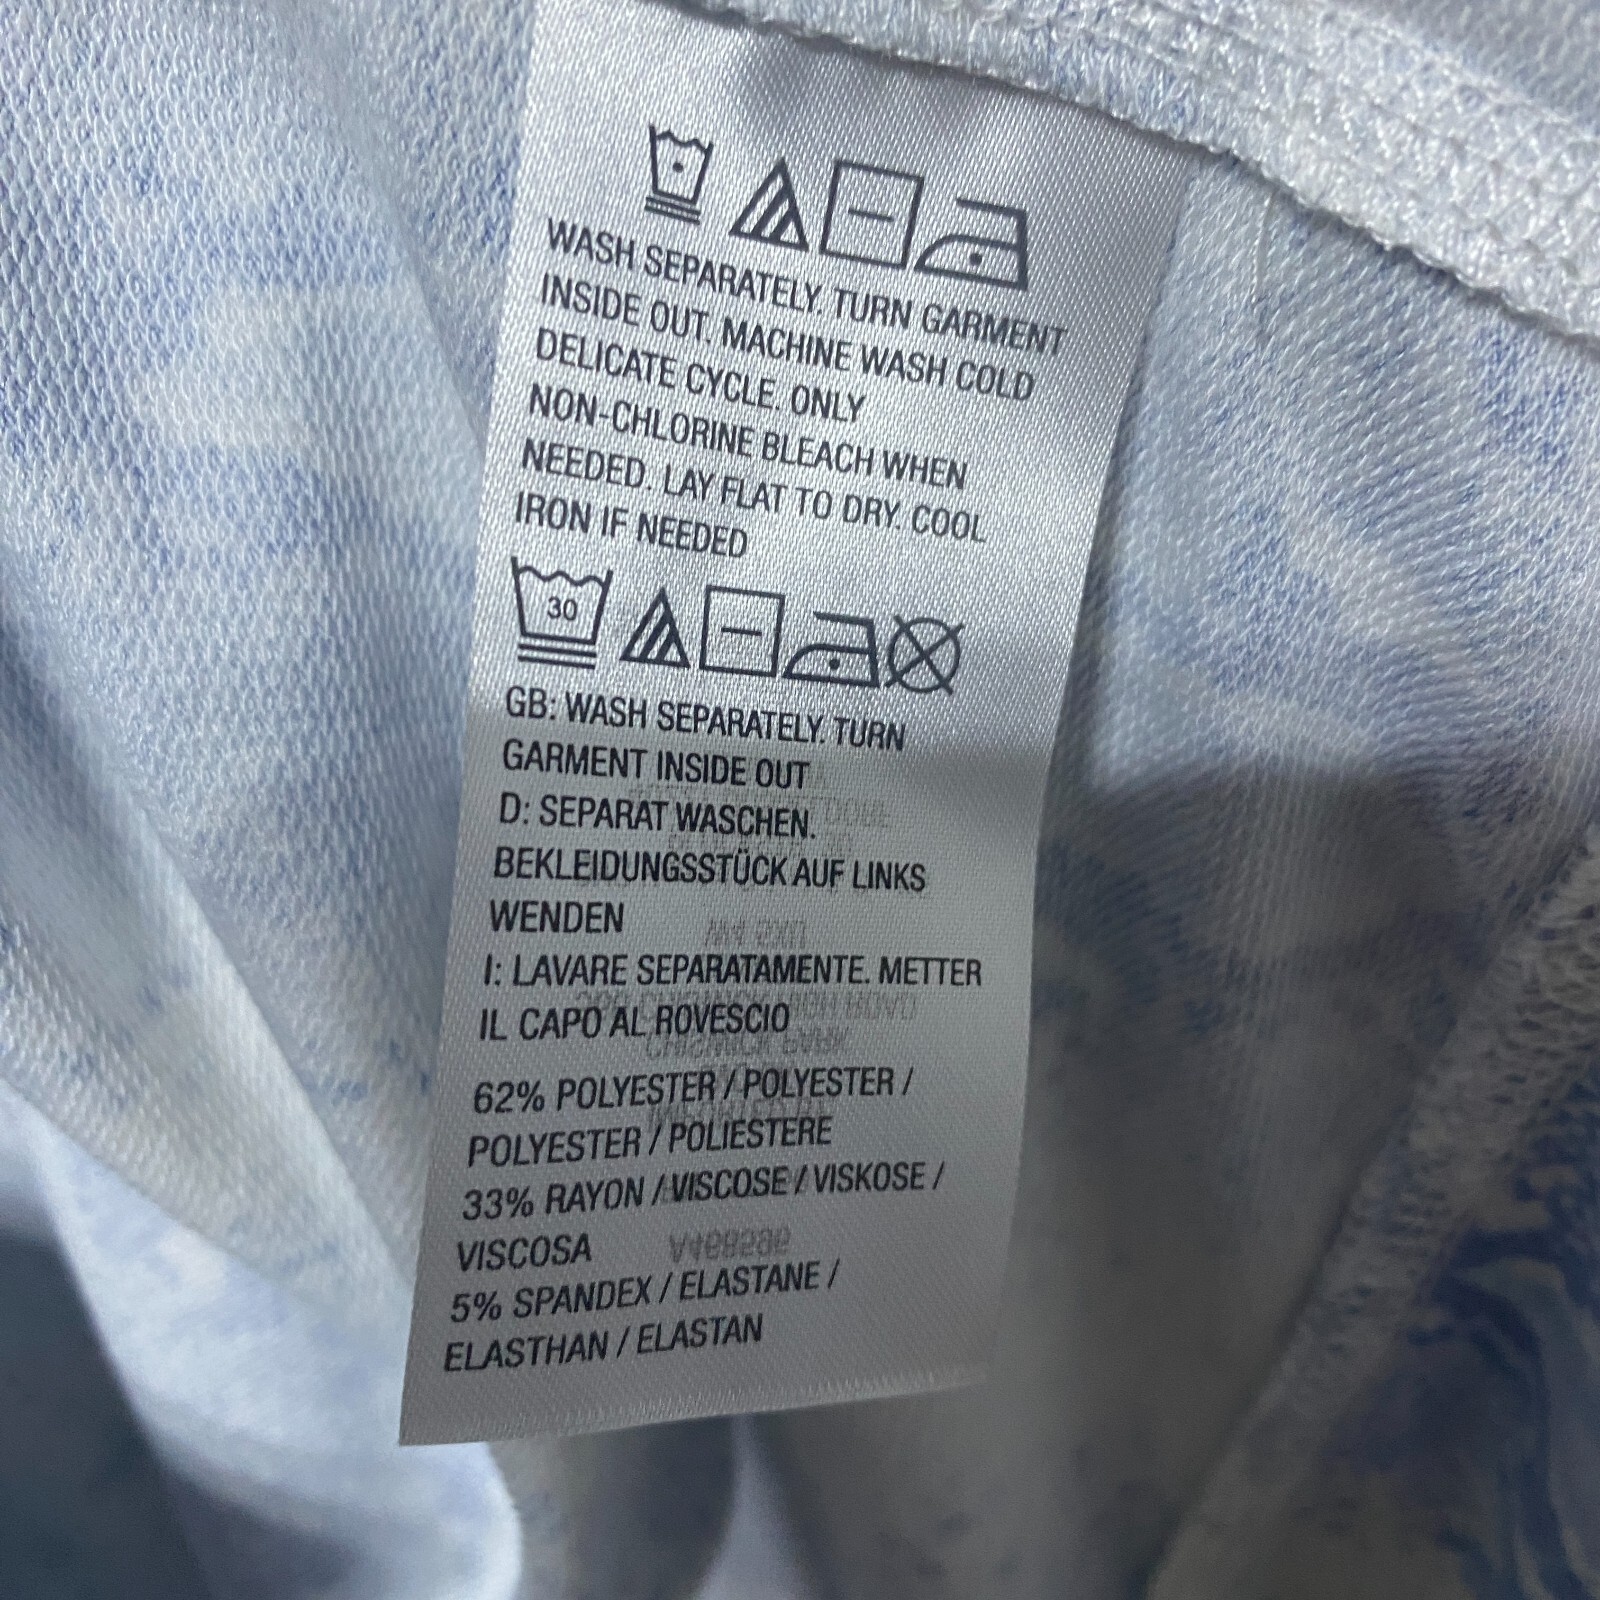 WASH SEPARATELY. TURN GARMENT
INSIDE OUT. MACHINE WASH COLD
DELICATE CYCLE. ONLY
NON-CHLORINE BLEACH WHEN
NEEDED. LAY FLAT TO DRY. COOL
IRON IF NEEDED
30
GB: WASH SEPARATELY. TURN
GARMENT INSIDE OUT
D: SEPARAT WASCHEN.
BEKLEIDUNGSSTÜCK AUF LINKS
WENDEN
I: LAVARE SEPARATAMENTE. METTER
IL CAPO AL ROVESCIO
62% POLYESTER / POLYESTER /
POLYESTER / POLIESTERE
33% RAYON / VISCOSE / VISKOSE /
VISCOSA
5% SPANDEX / ELASTANE /
ELASTHAN / ELASTAN